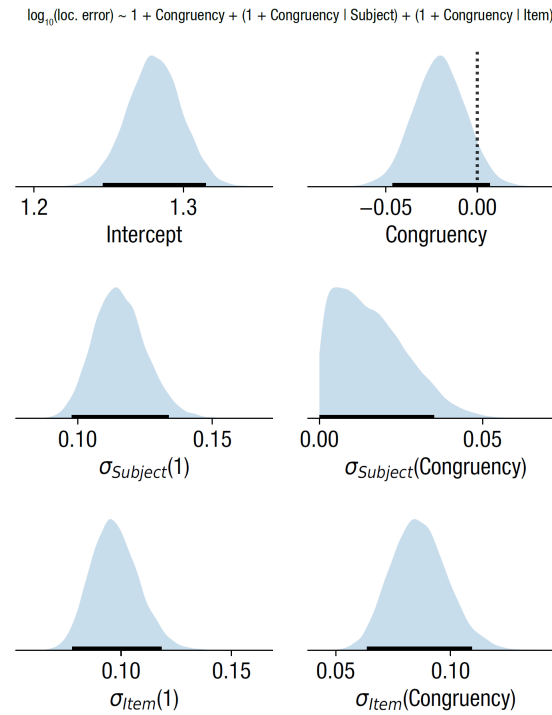 log₁₀(loc. error) ~ 1 + Congruency + (1 + Congruency | Subject) + (1 + Congruency | Item)
1.2 1.3
Intercept
−0.05 0.00
Congruency
0.10 0.15
σSubject(1)
0.00 0.05
σSubject(Congruency)
0.10 0.15
σItem(1)
0.05 0.10
σItem(Congruency)